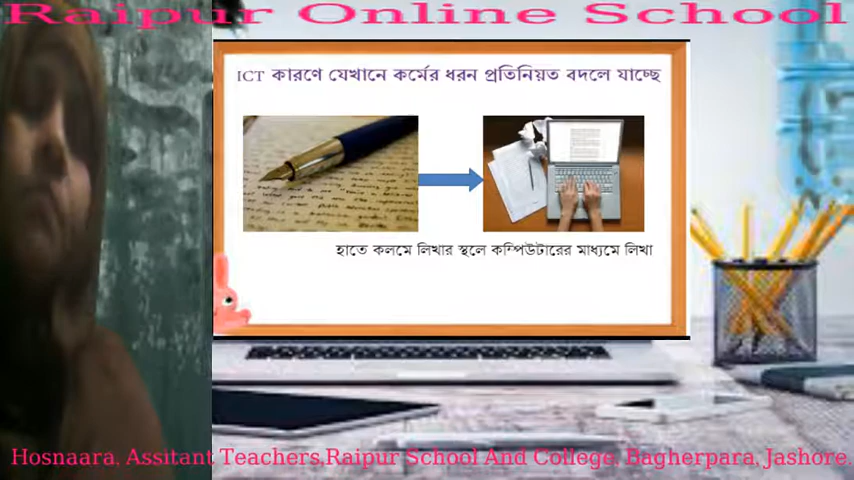 Raipur Online School
ICT কারণে যেখানে কর্মের ধরন প্রতিনিয়ত বদলে যাচ্ছে
হাতে কলমে লিখার স্থলে কম্পিউটারের মাধ্যমে লিখা
Hosnaara, Assitant Teachers,Raipur School And College, Bagherpara, Jashore.